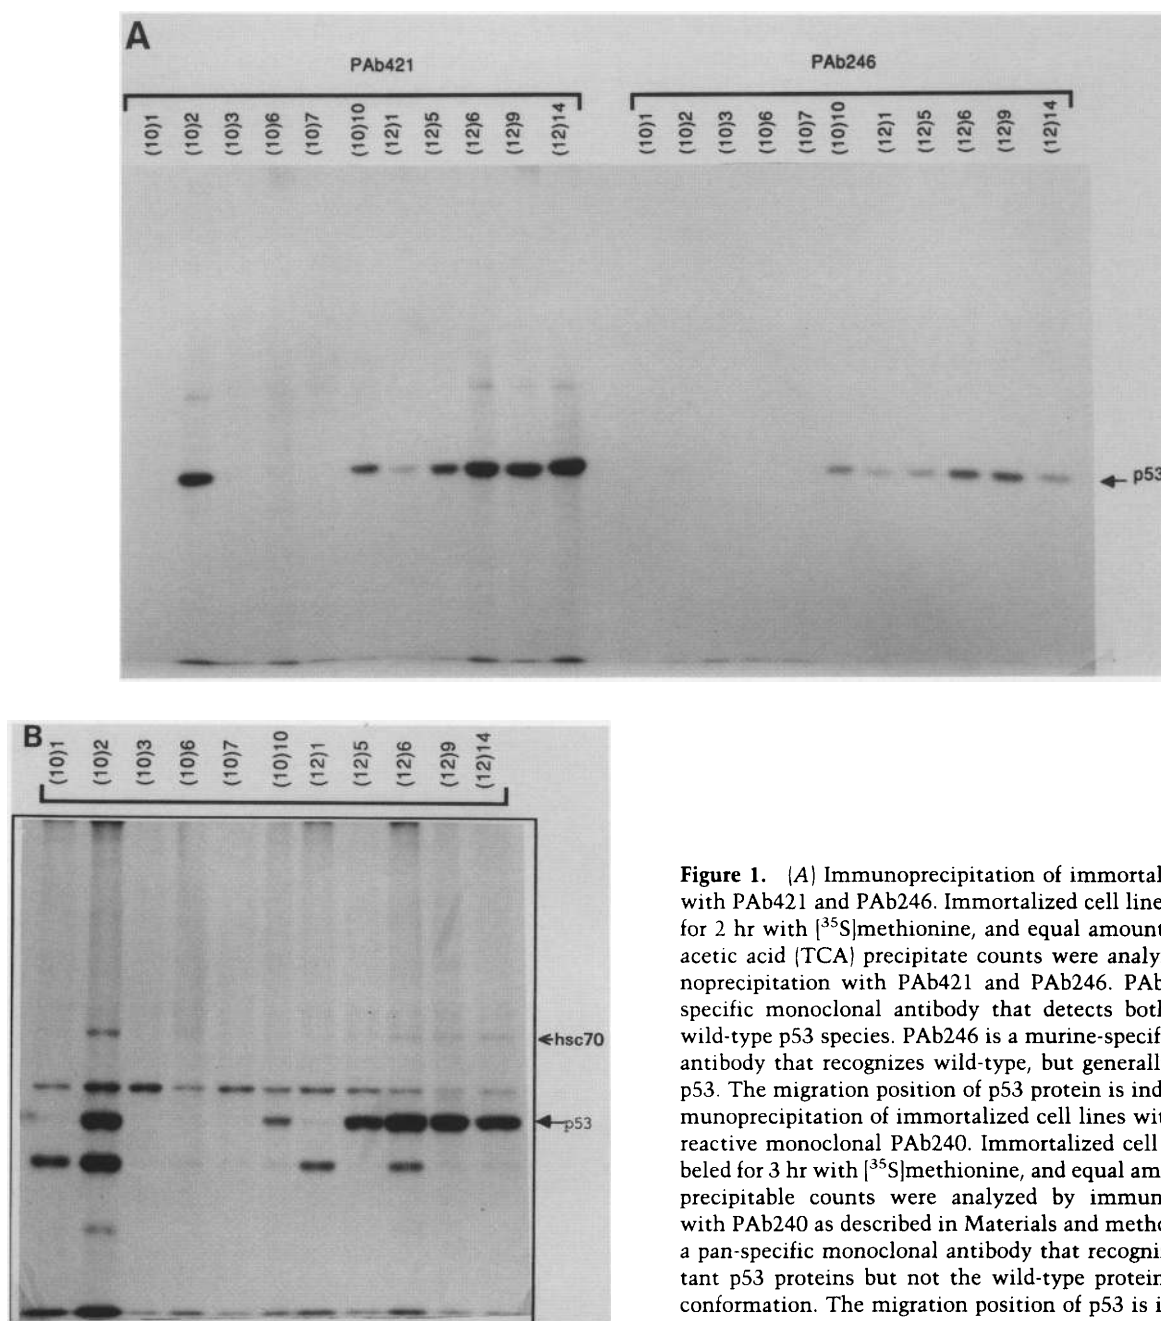 A
PAb421
PAb246
(10)1
(10)2
(10)3
(10)6
(10)7
(10)10
(12)1
(12)5
(12)6
(12)9
(12)14
(10)1
(10)2
(10)3
(10)6
(10)7
(10)10
(12)1
(12)5
(12)6
(12)9
(12)14
p53
B
(10)1
(10)2
(10)3
(10)6
(10)7
(10)10
(12)1
(12)5
(12)6
(12)9
(12)14
hsc70
p53
Figure 1. (A) Immunoprecipitation of immortal
with PAb421 and PAb246. Immortalized cell line
for 2 hr with [³⁵S]methionine, and equal amount
acetic acid (TCA) precipitate counts were analy
noprecipitation with PAb421 and PAb246. PAb
specific monoclonal antibody that detects both
wild-type p53 species. PAb246 is a murine-specif
antibody that recognizes wild-type, but generall
p53. The migration position of p53 protein is ind
munoprecipitation of immortalized cell lines wit
reactive monoclonal PAb240. Immortalized cell
beled for 3 hr with [³⁵S]methionine, and equal am
precipitable counts were analyzed by immun
with PAb240 as described in Materials and metho
a pan-specific monoclonal antibody that recogni
tant p53 proteins but not the wild-type protein
conformation. The migration position of p53 is i